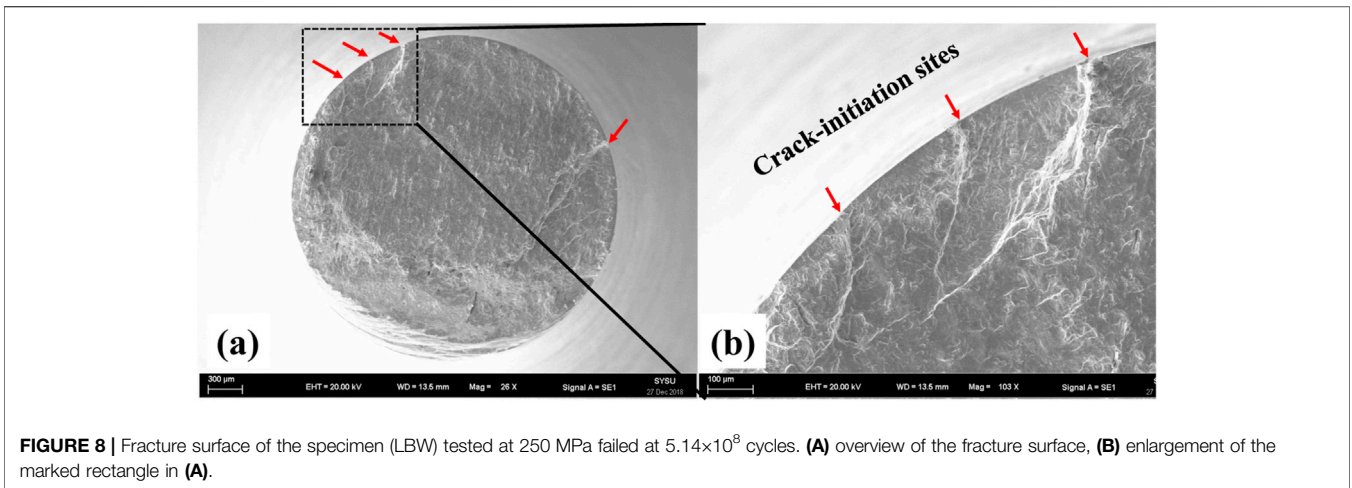 Crack-initiation sites
(a)
(b)
300 μm
EHT = 20.00 kV
WD = 13.5 mm
Mag = 26 X
Signal A = SE1
SYSU
27 Dec 2018
100 μm
EHT = 20.00 kV
WD = 13.5 mm
Mag = 103 X
Signal A = SE1
27
FIGURE 8 | Fracture surface of the specimen (LBW) tested at 250 MPa failed at 5.14×10⁸ cycles. (A) overview of the fracture surface, (B) enlargement of the
marked rectangle in (A).